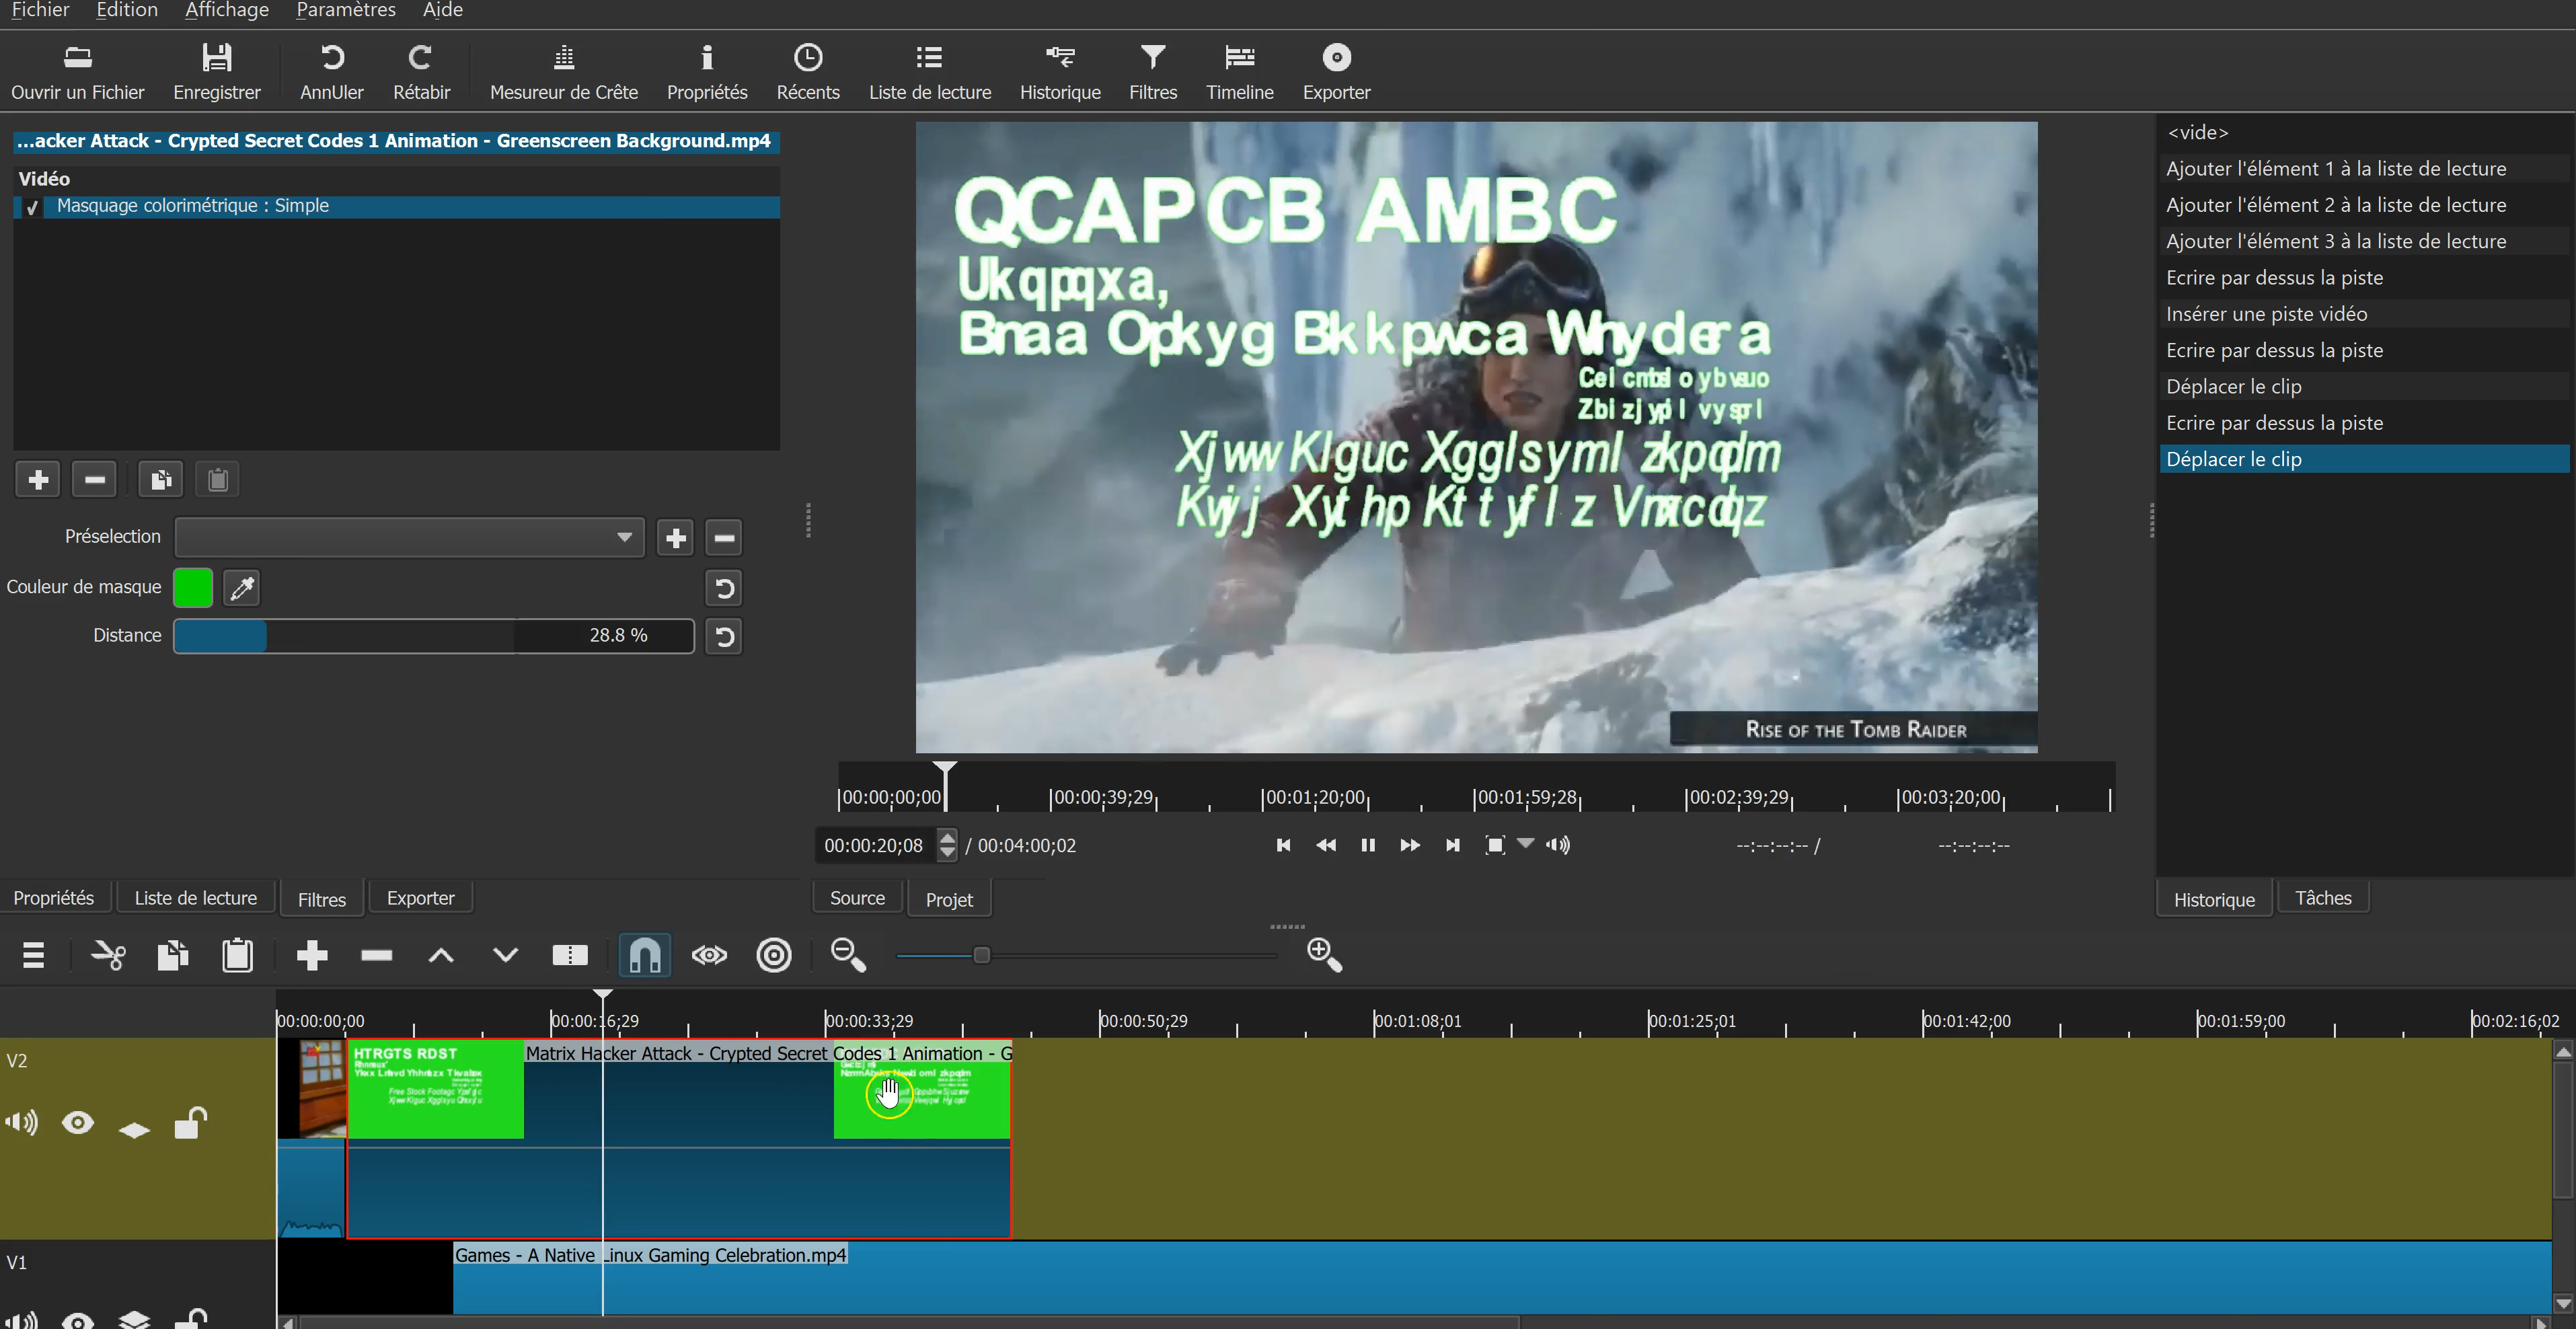 Fichier Edition Affichage Paramètres Aide
Ouvrir un Fichier Enregistrer AnnUler Rétabir Mesureur de Crête Propriétés Récents Liste de lecture Historique Filtres Timeline Exporter
...acker Attack - Crypted Secret Codes 1 Animation - Greenscreen Background.mp4
Vidéo
Masquage colorimétrique : Simple
Préselection
Couleur de masque
Distance 28.8 %
QCAPCB AMBC
Bkkpwca
Xjww Klguc Xgglsyml
RISE OF THE TOMB RAIDER
00:00:00;00 00:00:39;29 00:01:20;00 00:01:59;28 00:02:39;29 00:03:20;00
00:00:20;08 / 00:04:00;02 --:--:--:-- / --:--:--:--
<vide>
Ajouter l'élément 1 à la liste de lecture
Ajouter l'élément 2 à la liste de lecture
Ajouter l'élément 3 à la liste de lecture
Ecrire par dessus la piste
Insérer une piste vidéo
Ecrire par dessus la piste
Déplacer le clip
Ecrire par dessus la piste
Déplacer le clip
Propriétés Liste de lecture Filtres Exporter Source Projet Historique Tâches
00:00:00;00 00:00:16;29 00:00:33;29 00:00:50;29 00:01:08;01 00:01:25;01 00:01:42;00 00:01:59;00 00:02:16;02
V2
HTRGTS RDST
Matrix Hacker Attack - Crypted Secret Codes 1 Animation - G
V1
Games - A Native Linux Gaming Celebration.mp4